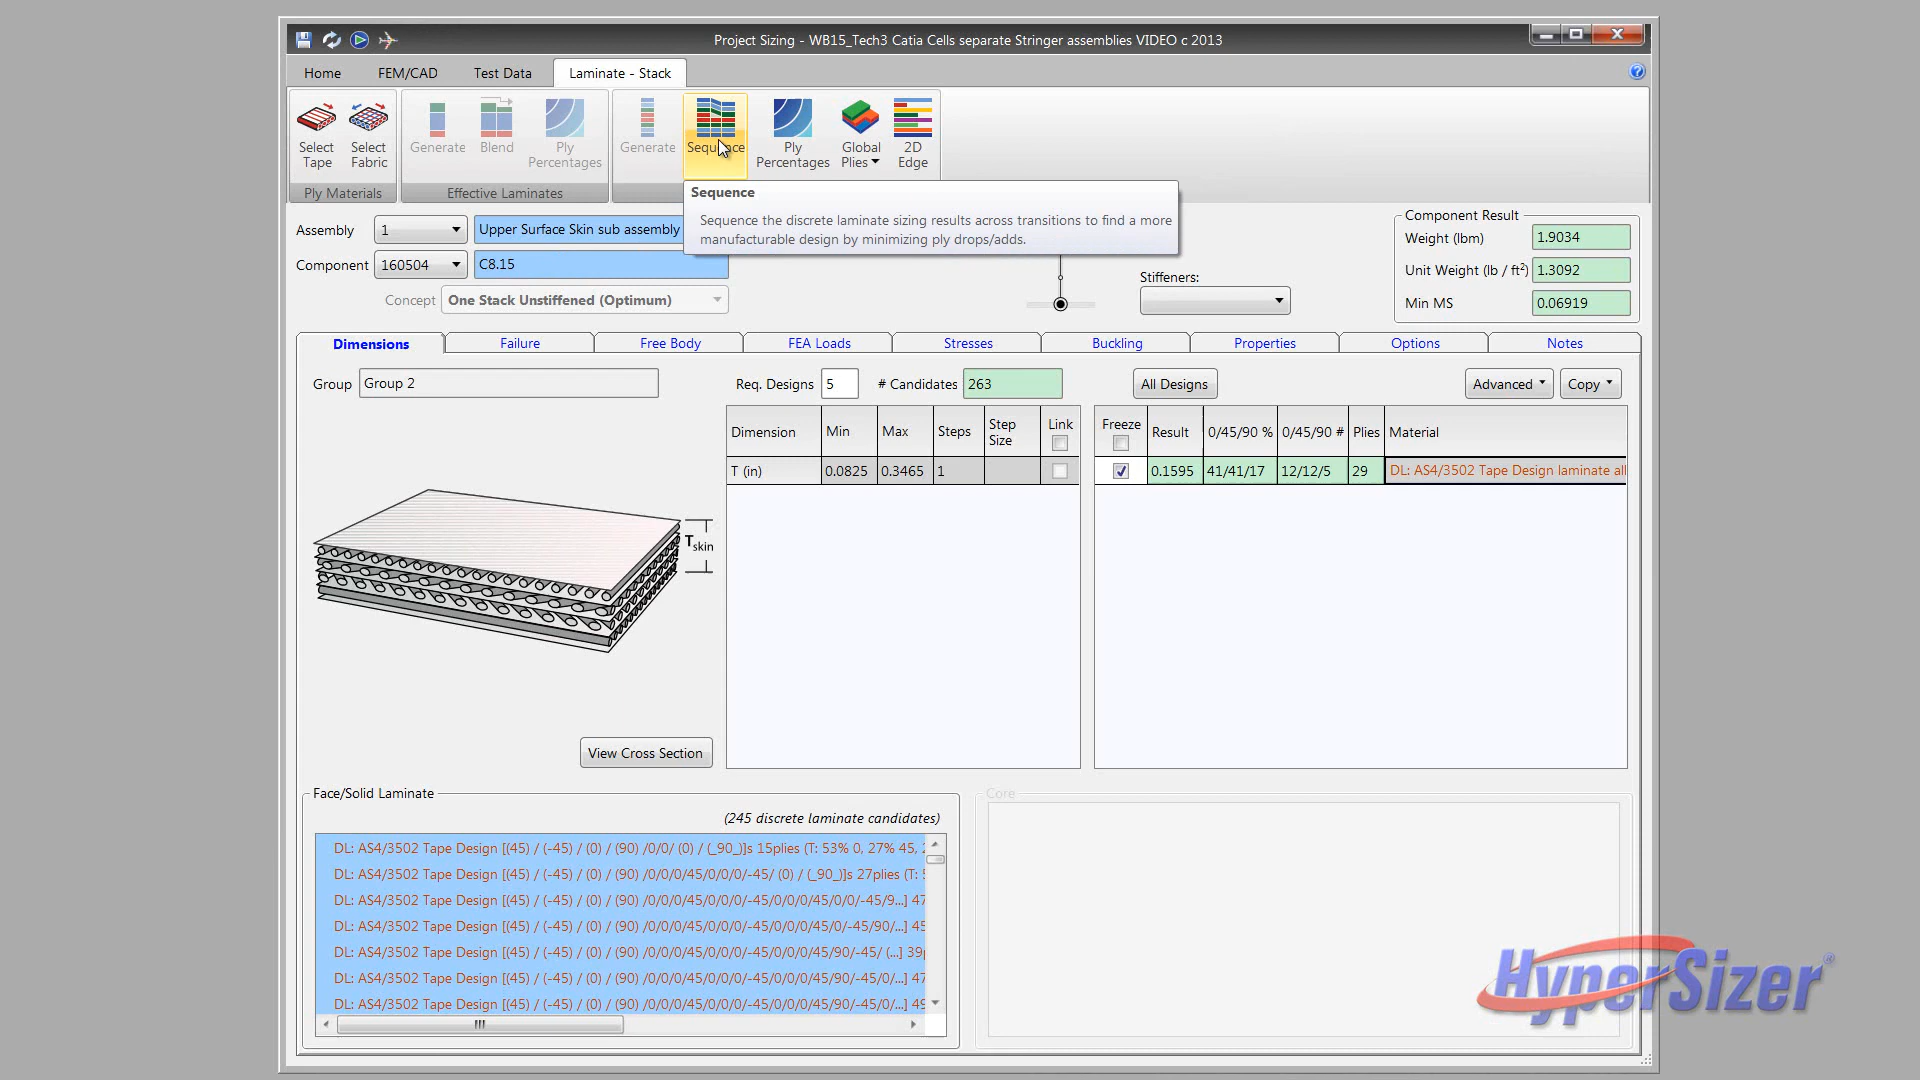 Project Sizing - WB15_Tech3 Catia Cells separate Stringer assemblies VIDEO c 2013
Home FEM/CAD Test Data Laminate - Stack
Select Tape
Select Fabric
Ply Materials
Generate
Blend
Ply Percentages
Effective Laminates
Generate
Sequence
Ply Percentages
Global Plies
2D Edge
Sequence
Sequence the discrete laminate sizing results across transitions to find a more
manufacturable design by minimizing ply drops/adds.
Assembly 1 Upper Surface Skin sub assembly
Component 160504 C8.15
Concept One Stack Unstiffened (Optimum)
Stiffeners:
Component Result
Weight (lbm) 1.9034
Unit Weight (lb / ft²) 1.3092
Min MS 0.06919
Dimensions Failure Free Body FEA Loads Stresses Buckling Properties Options Notes
Group Group 2
Req. Designs 5 # Candidates 263 All Designs Advanced Copy
Dimension Min Max Steps Step Size Link
T (in) 0.0825 0.3465 1
Freeze Result 0/45/90 % 0/45/90 # Plies Material
0.1595 41/41/17 12/12/5 29 DL: AS4/3502 Tape Design laminate all
Tskin
View Cross Section
Face/Solid Laminate
(245 discrete laminate candidates)
DL: AS4/3502 Tape Design [(45) / (-45) / (0) / (90) /0/0/ (0) / (_90_)]s 15plies (T: 53% 0, 27% 45,
DL: AS4/3502 Tape Design [(45) / (-45) / (0) / (90) /0/0/0/45/0/0/0/-45/ (0) / (_90_)]s 27plies (T:
DL: AS4/3502 Tape Design [(45) / (-45) / (0) / (90) /0/0/0/45/0/0/0/-45/0/0/0/45/0/0/-45/9...] 47
DL: AS4/3502 Tape Design [(45) / (-45) / (0) / (90) /0/0/0/45/0/0/0/-45/0/0/0/45/0/-45/90/...] 45
DL: AS4/3502 Tape Design [(45) / (-45) / (0) / (90) /0/0/0/45/0/0/0/-45/0/0/0/45/90/-45/ (...] 39p
DL: AS4/3502 Tape Design [(45) / (-45) / (0) / (90) /0/0/0/45/0/0/0/-45/0/0/0/45/90/-45/0/...] 47
DL: AS4/3502 Tape Design [(45) / (-45) / (0) / (90) /0/0/0/45/0/0/0/-45/0/0/0/45/90/-45/0/...] 49
Core
HyperSizer®